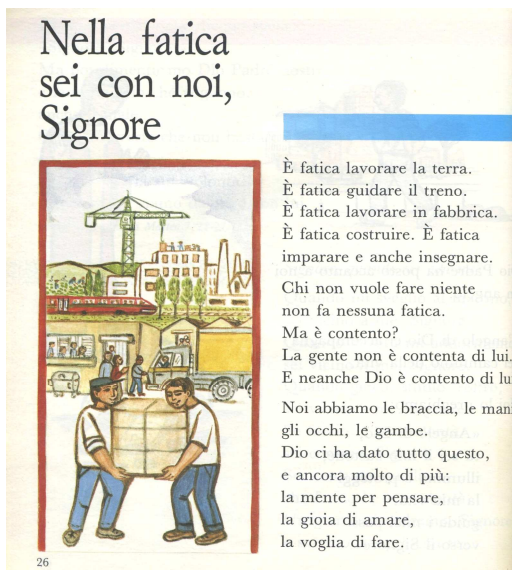 Nella fatica
sei con noi,
Signore
È fatica lavorare la terra.
È fatica guidare il treno.
È fatica lavorare in fabbrica.
È fatica costruire. È fatica
imparare e anche insegnare.
Chi non vuole fare niente
non fa nessuna fatica.
Ma è contento?
La gente non è contenta di lui.
E neanche Dio è contento di lu
Noi abbiamo le braccia, le man
gli occhi, le gambe.
Dio ci ha dato tutto questo,
e ancora molto di più:
la mente per pensare,
la gioia di amare,
la voglia di fare.
26